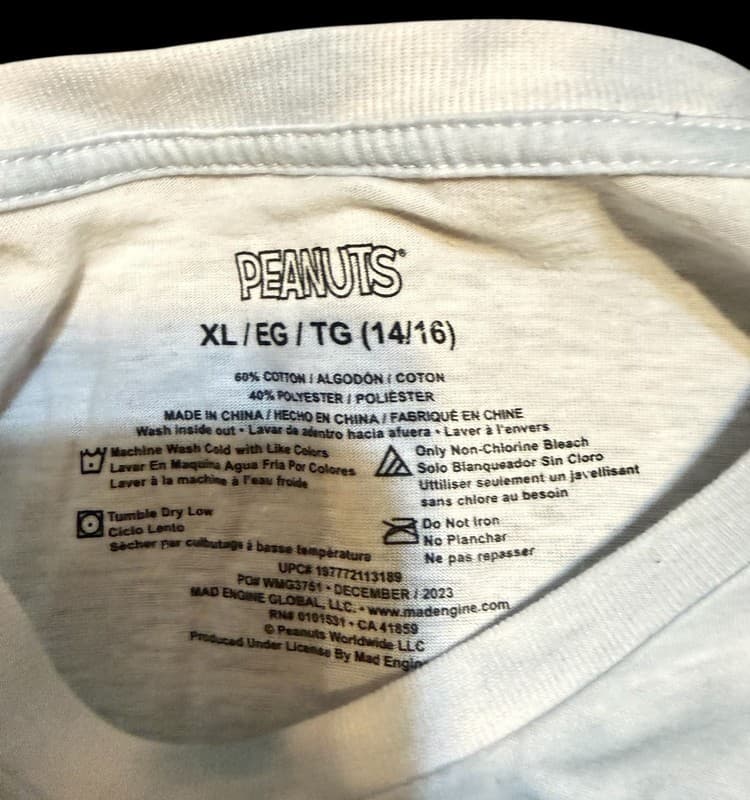 PEANUTS®
XL / EG / TG (14/16)
60% COTTON / ALGODÓN / COTON
40% POLYESTER / POLIÉSTER
MADE IN CHINA / HECHO EN CHINA / FABRIQUÉ EN CHINE
Wash inside out • Lavar de adentro hacia afuera • Laver à l'envers
Machine Wash Cold with Like Colors
Lavar En Maquina Agua Fria Por Colores
Laver à la machine à l'eau froide
Only Non-Chlorine Bleach
Solo Blanqueador Sin Cloro
Uttiliser seulement un javellisant
sans chlore au besoin
Tumble Dry Low
Ciclo Lento
Sècher par culbutage à basse température
Do Not Iron
No Planchar
Ne pas repasser
UPC# 197772113189
PO# WMG3751 • DECEMBER / 2023
MAD ENGINE GLOBAL, LLC. • www.madengine.com
RN# 0101531 • CA 41859
© Peanuts Worldwide LLC
Produced Under License By Mad Engin